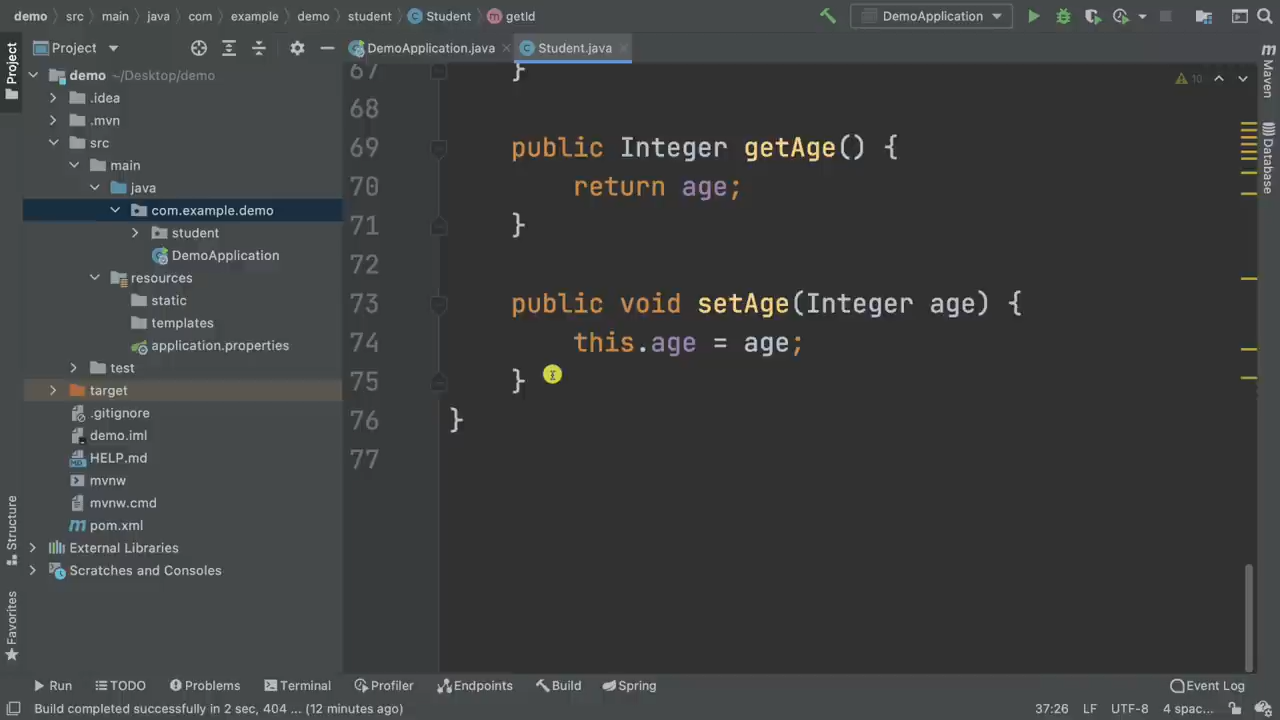 demo src main java com example demo student Student getId DemoApplication
Project DemoApplication.java Student.java
Project
Structure
Favorites
demo ~/Desktop/demo
.idea
.mvn
src
main
java
com.example.demo
student
DemoApplication
resources
static
templates
application.properties
test
target
.gitignore
demo.iml
HELP.md
mvnw
mvnw.cmd
pom.xml
External Libraries
Scratches and Consoles
67 }
68
69 public Integer getAge() {
70 return age;
71 }
72
73 public void setAge(Integer age) {
74 this.age = age;
75 }
76 }
77
10
Maven
Database
Run TODO Problems Terminal Profiler Endpoints Build Spring Event Log
Build completed successfully in 2 sec, 404 ... (12 minutes ago) 37:26 LF UTF-8 4 spac...